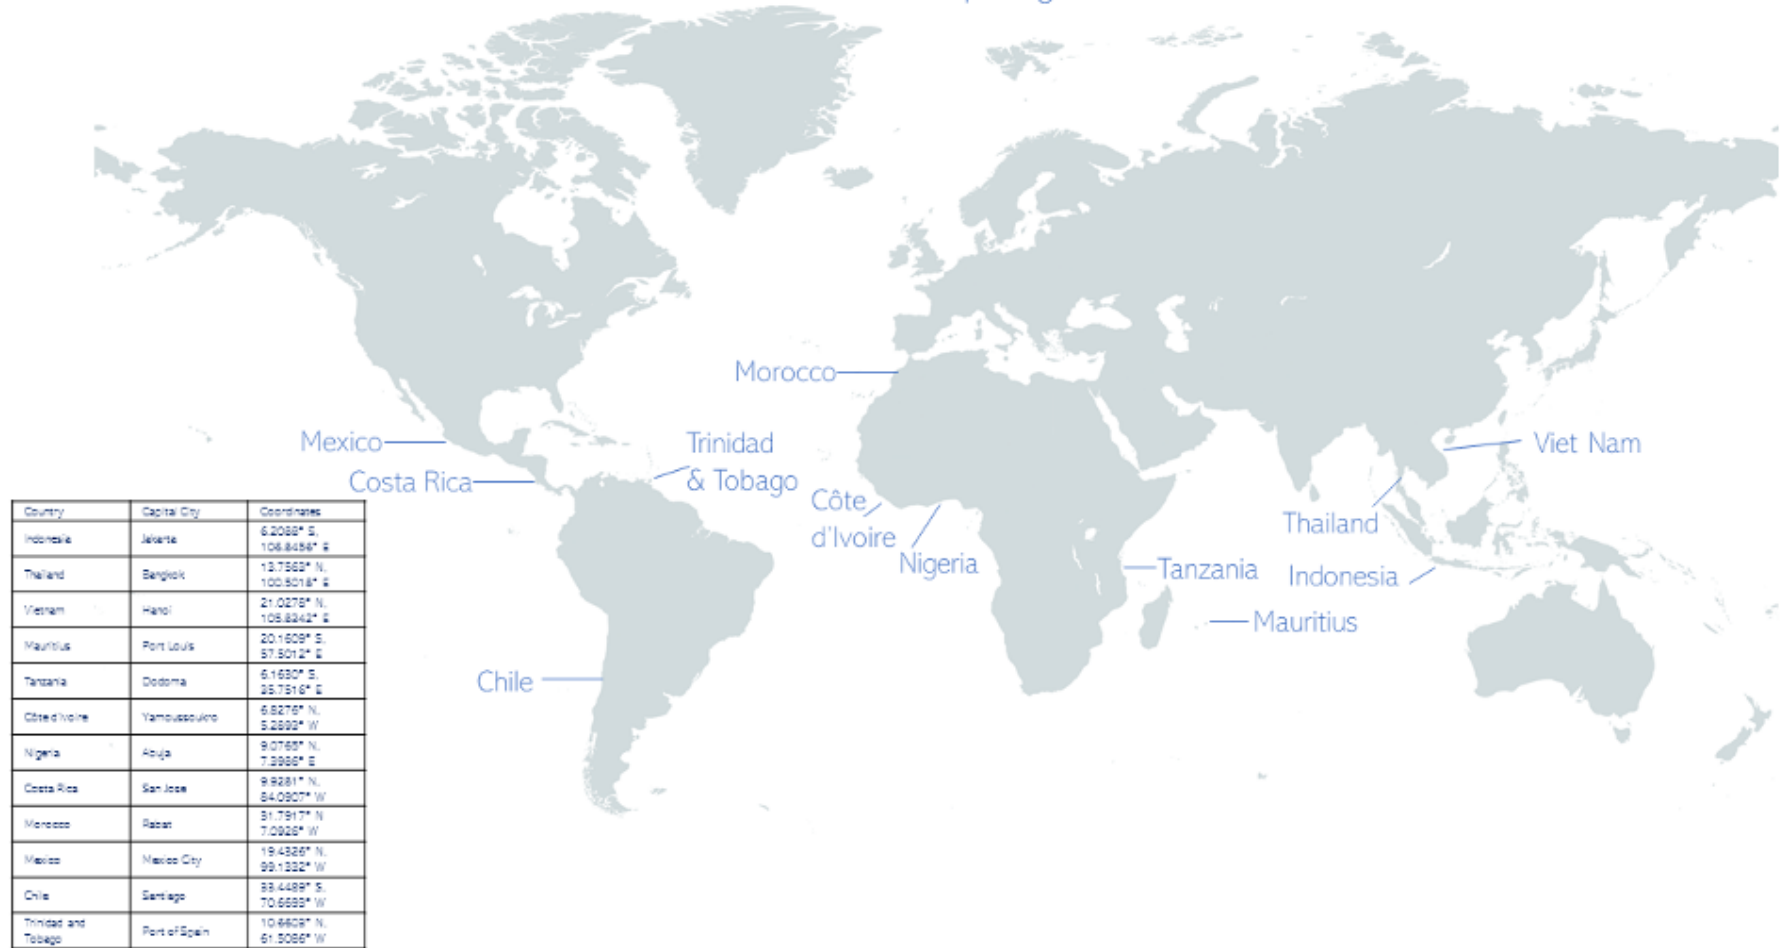 Morocco
Mexico
Trinidad
& Tobago
Costa Rica
Viet Nam
Côte
d'Ivoire
Nigeria
Thailand
Tanzania
Indonesia
Mauritius
Chile
Country Capital City Coordinates
Indonesia Jakarta 6.2088° S,
106.8456° E
Thailand Bangkok 13.7563° N,
100.5018° E
Vietnam Hanoi 21.0278° N,
105.8342° E
Mauritius Port Louis 20.1609° S,
57.5012° E
Tanzania Dodoma 6.1630° S,
35.7516° E
Côte d'Ivoire Yamoussoukro 6.8276° N,
5.2893° W
Nigeria Abuja 9.0765° N,
7.3986° E
Costa Rica San Jose 9.9281° N,
84.0907° W
Morocco Rabat 31.7917° N
7.0926° W
Mexico Mexico City 19.4326° N,
99.1332° W
Chile Santiago 33.4489° S,
70.6693° W
Trinidad and
Tobago Port of Spain 10.6603° N,
61.5086° W